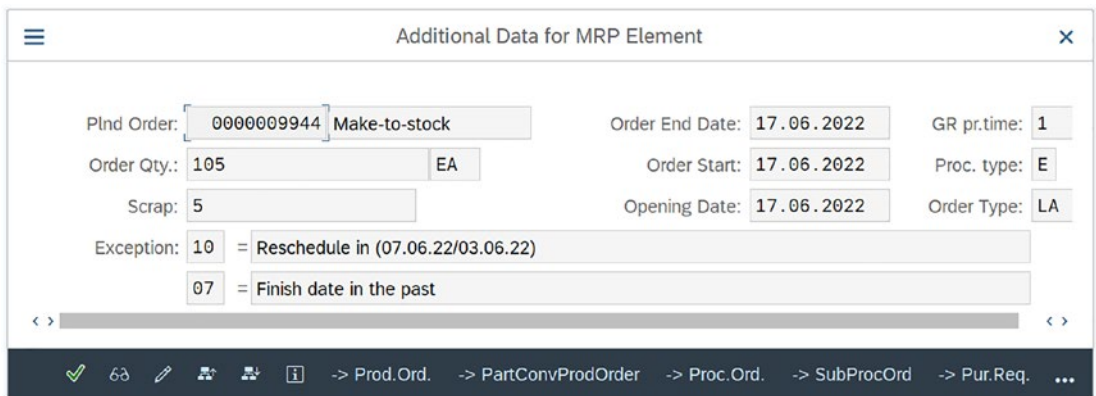 Additional Data for MRP Element
Plnd Order: 0000009944 Make-to-stock Order End Date: 17.06.2022 GR pr.time: 1
Order Qty.: 105 EA Order Start: 17.06.2022 Proc. type: E
Scrap: 5 Opening Date: 17.06.2022 Order Type: LA
Exception: 10 = Reschedule in (07.06.22/03.06.22)
07 = Finish date in the past
-> Prod.Ord. -> PartConvProdOrder -> Proc.Ord. -> SubProcOrd -> Pur.Req. ...